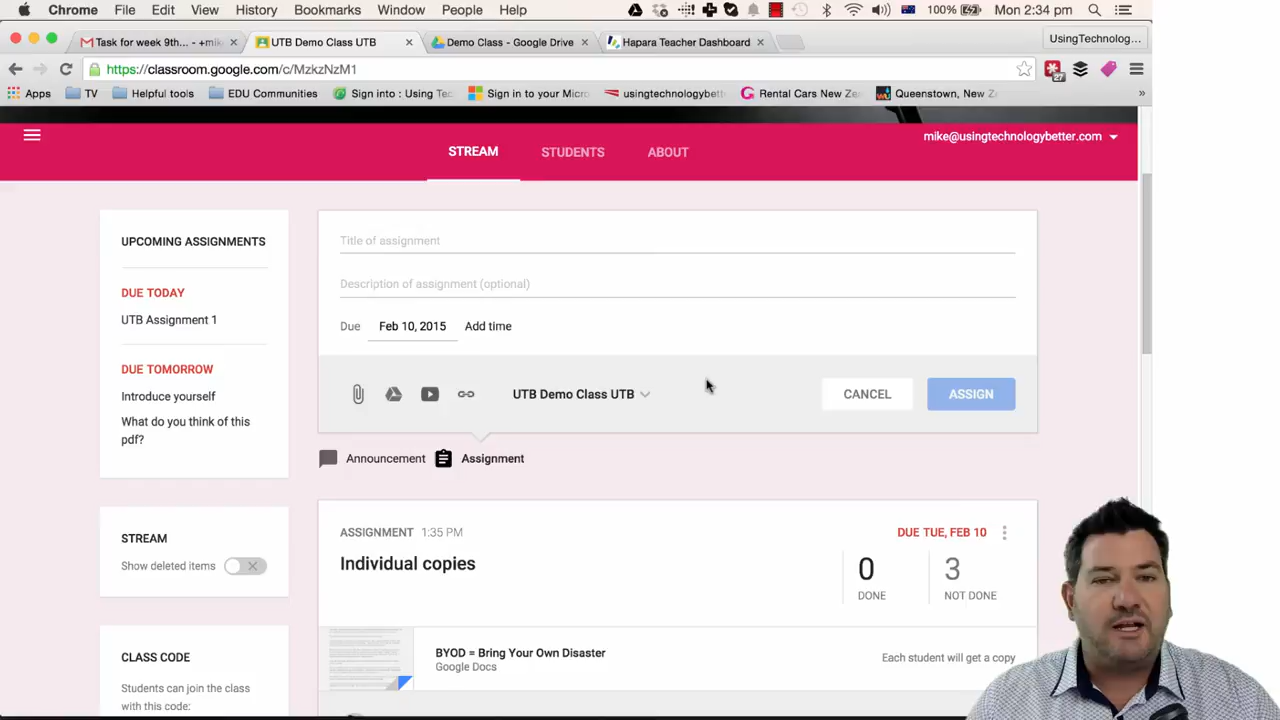 Chrome File Edit View History Bookmarks Window People Help 100% Mon 2:34 pm
Task for week 9th... - +mik
UTB Demo Class UTB
Demo Class - Google Drive
Hapara Teacher Dashboard
UsingTechnolog...
https://classroom.google.com/c/MzkzNzM1
27
Apps TV Helpful tools EDU Communities Sign into : Using Te Sign in to your Micro usingtechnologybet Rental Cars New Ze Queenstown, New Z »
mike@usingtechnologybetter.com
STREAM STUDENTS ABOUT
UPCOMING ASSIGNMENTS
DUE TODAY
UTB Assignment 1
DUE TOMORROW
Introduce yourself
What do you think of this
pdf?
STREAM
Show deleted items
CLASS CODE
Students can join the class
with this code:
Title of assignment
Description of assignment (optional)
Due Feb 10, 2015 Add time
UTB Demo Class UTB CANCEL ASSIGN
Announcement Assignment
ASSIGNMENT 1:35 PM DUE TUE, FEB 10
Individual copies
0 3
DONE NOT DONE
BYOD = Bring Your Own Disaster
Google Docs
Each student will get a copy